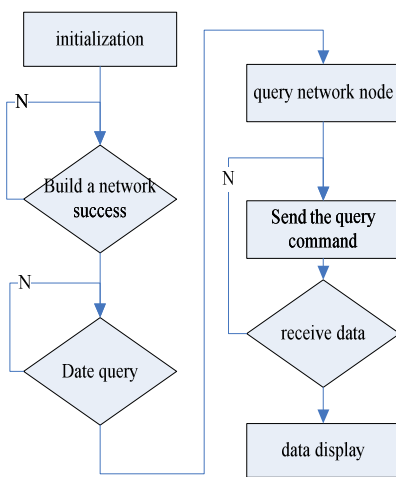 initialization
N
Build a network
success
N
Date query
query network node
N
Send the query
command
receive data
data display